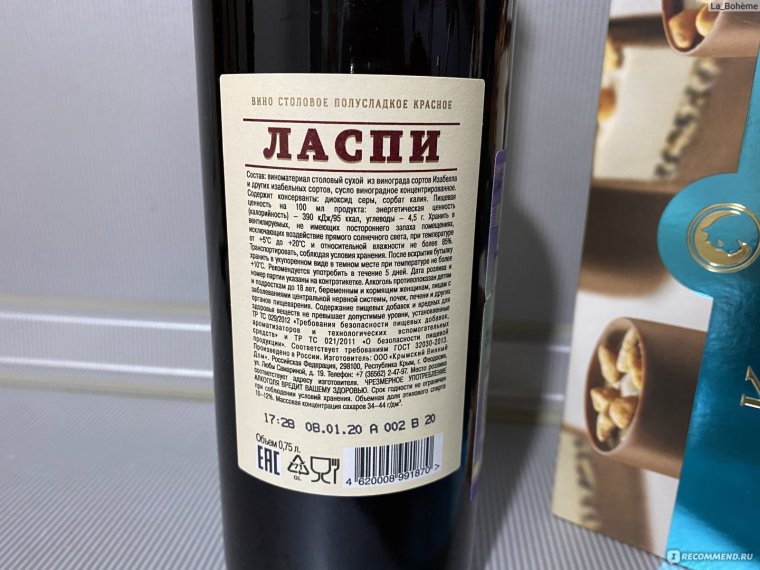 La_Bohème
ВИНО СТОЛОВОЕ ПОЛУСЛАДКОЕ КРАСНОЕ
ЛАСПИ
Состав: виноматериал столовый сухой из винограда сортов Изабелла
и других изабельных сортов, сусло виноградное концентрированное.
Содержит консерванты: диоксид серы, сорбат калия. Пищевая
ценность на 100 мл продукта: энергетическая ценность
(калорийность) – 390 кДж/95 ккал, углеводы – 4,5 г. Хранить в
вентилируемых, не имеющих постороннего запаха помещениях,
исключающих воздействие прямого солнечного света, при температуре
от +5°С до +20°С и относительной влажности не более 85%.
Транспортировать, соблюдая условия хранения. После вскрытия бутылку
хранить в укупоренном виде в темном месте при температуре не более
+10°С. Рекомендуется употребить в течение 5 дней. Дата розлива и
номер партии указаны на контрэтикетке. Алкоголь противопоказан детям
и подросткам до 18 лет, беременным и кормящим женщинам, лицам с
заболеваниями центральной нервной системы, почек, печени и других
органов пищеварения. Содержание пищевых добавок и вредных для
здоровья веществ не превышает допустимые уровни, установленные
ТР ТС 029/2012 «Требования безопасности пищевых добавок,
ароматизаторов и технологических вспомогательных
средств» и ТР ТС 021/2011 «О безопасности пищевой
продукции». Соответствует требованиям ГОСТ 32030-2013.
Произведено в России. Изготовитель: ООО «Крымский Винный
Дом». Российская Федерация, 298100, Республика Крым, г. Феодосия,
ул. Любы Самариной, д. 19. Телефон: +7 (36562) 2-47-97. Место розлива
соответствует адресу изготовителя. ЧРЕЗМЕРНОЕ УПОТРЕБЛЕНИЕ
АЛКОГОЛЯ ВРЕДИТ ВАШЕМУ ЗДОРОВЬЮ. Срок годности не ограничен
при соблюдении условий хранения. Объемная доля этилового спирта
10–12%. Массовая концентрация сахаров 34–44 г/дм³.
17:28 08.01.20 А 002 В 20
Объем 0,75 л.
EAC
71
GL
4 620008 991870 >
К
IRECOMMEND.RU